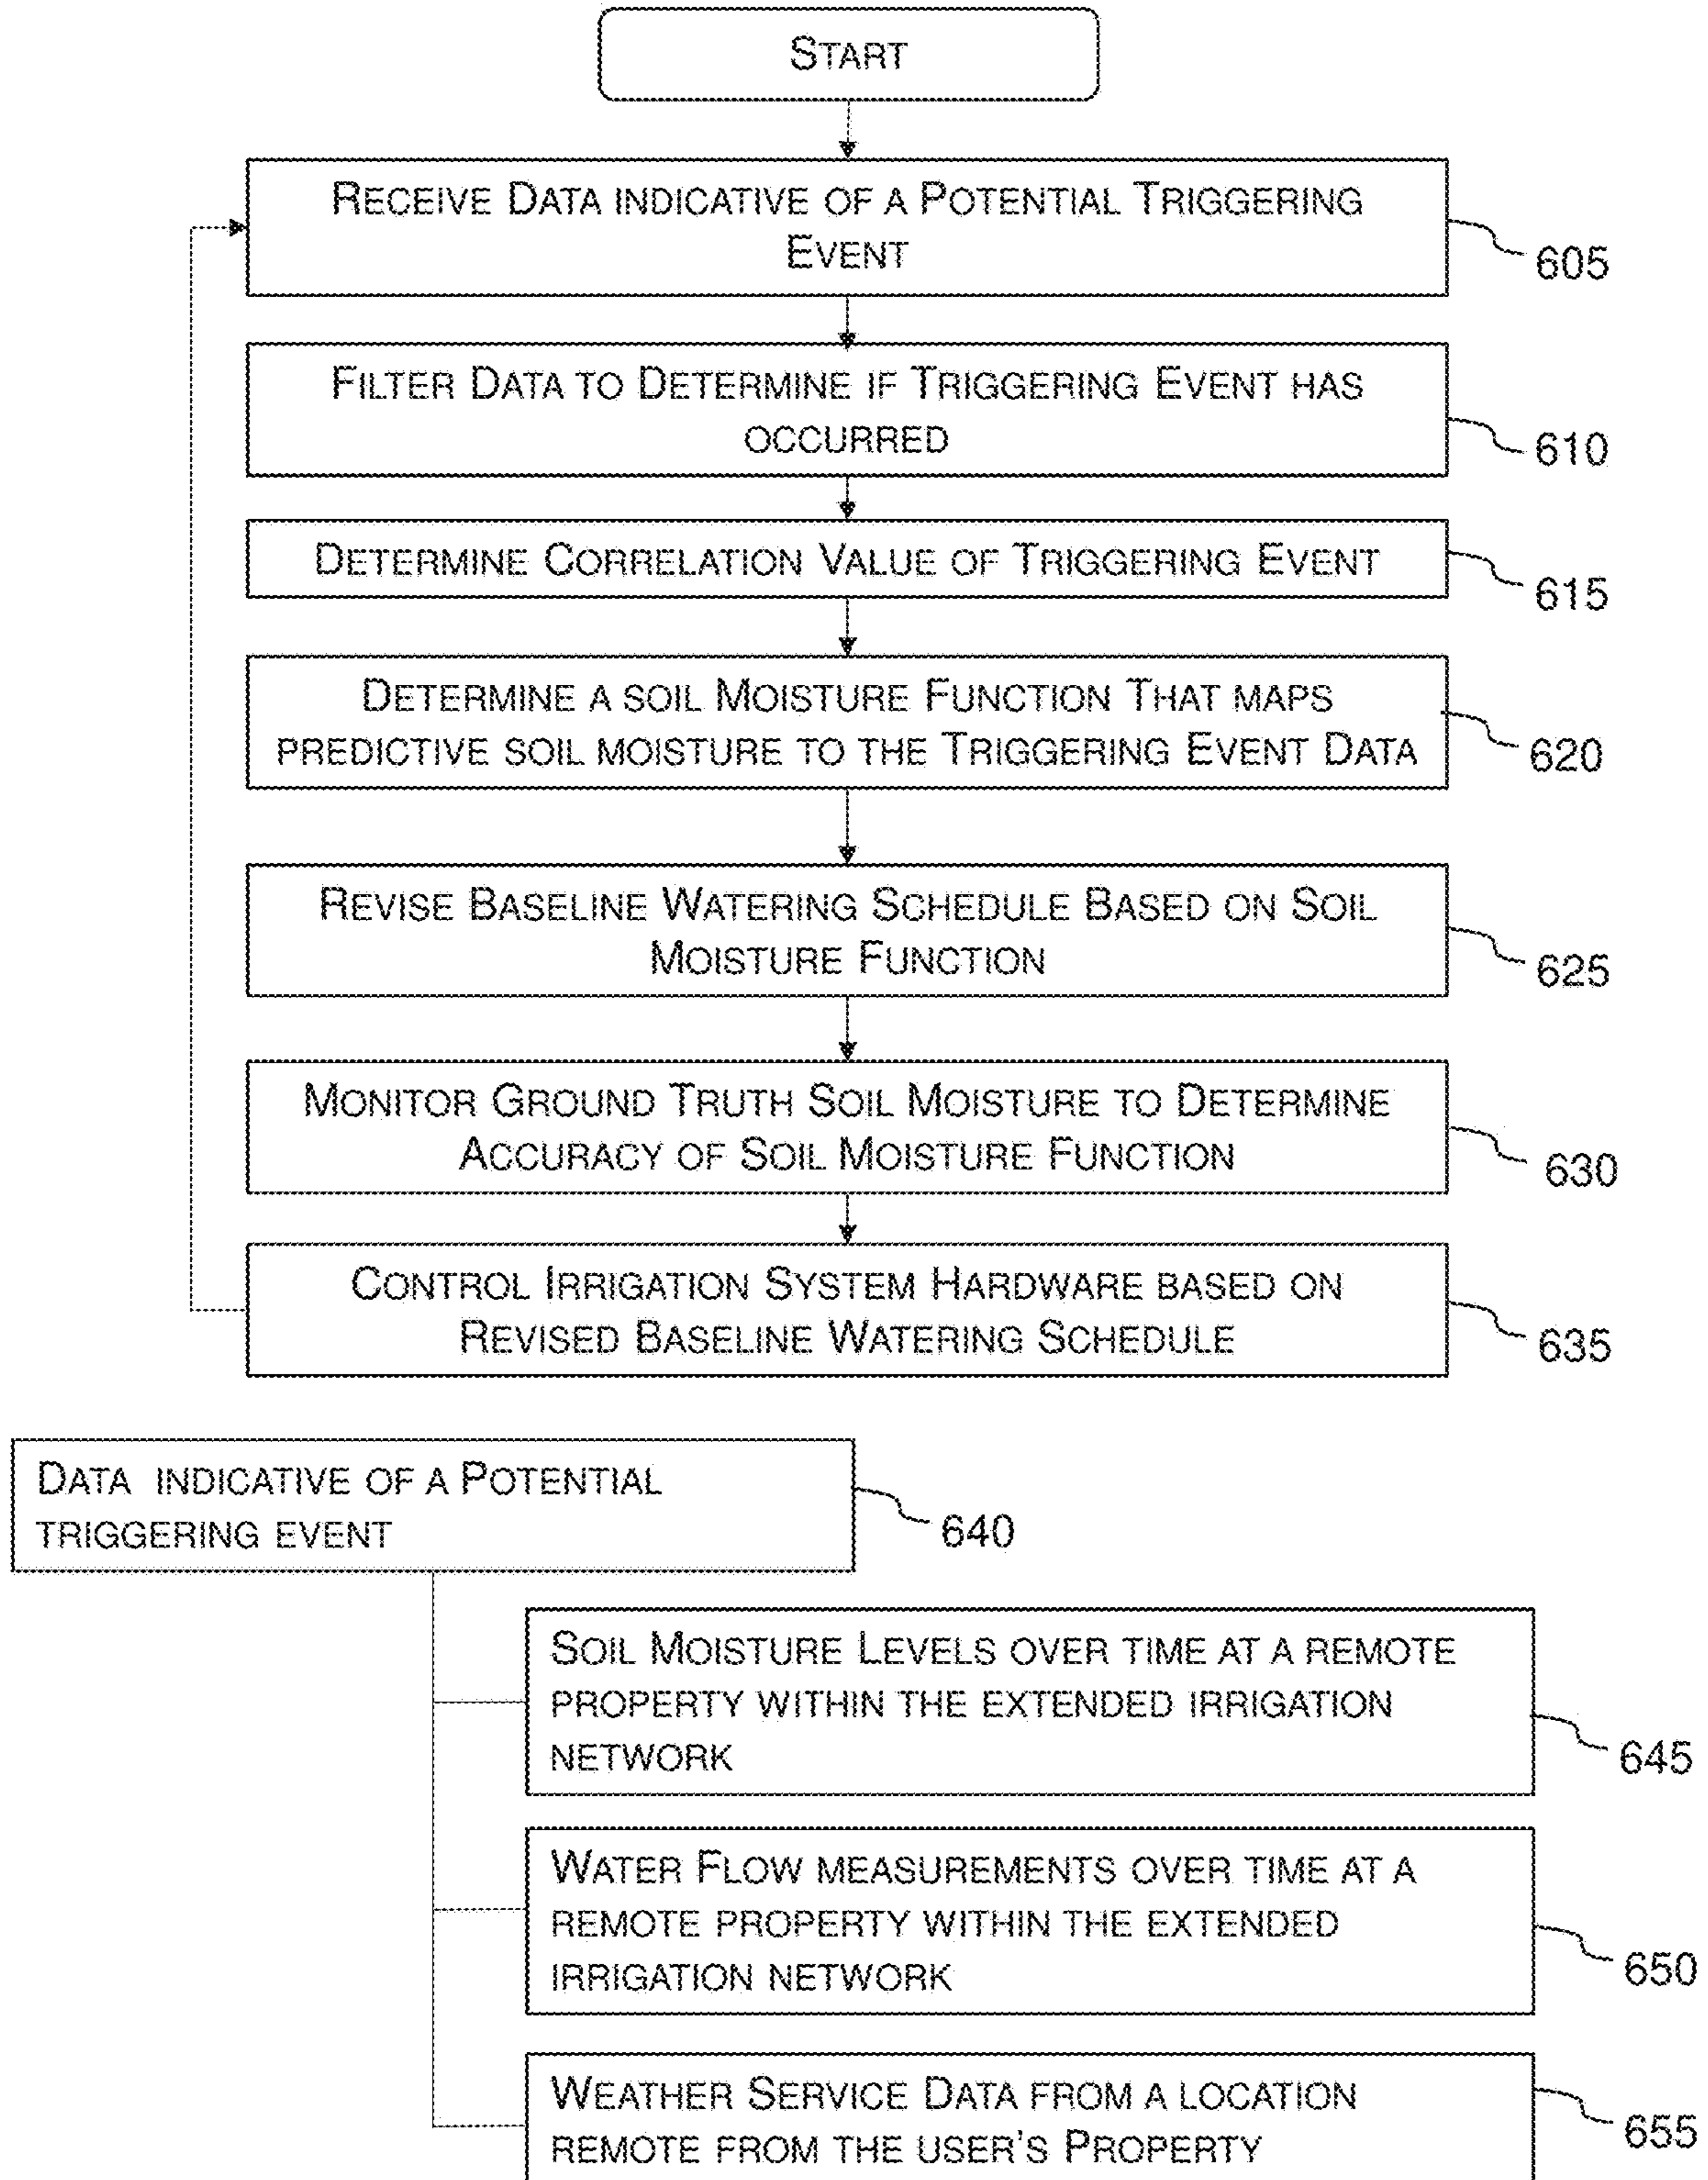 START
RECEIVE DATA INDICATIVE OF A POTENTIAL TRIGGERING
EVENT
605
FILTER DATA TO DETERMINE IF TRIGGERING EVENT HAS
OCCURRED
610
DETERMINE CORRELATION VALUE OF TRIGGERING EVENT
615
DETERMINE A SOIL MOISTURE FUNCTION THAT MAPS
PREDICTIVE SOIL MOISTURE TO THE TRIGGERING EVENT DATA
620
REVISE BASELINE WATERING SCHEDULE BASED ON SOIL
MOISTURE FUNCTION
625
MONITOR GROUND TRUTH SOIL MOISTURE TO DETERMINE
ACCURACY OF SOIL MOISTURE FUNCTION
630
CONTROL IRRIGATION SYSTEM HARDWARE BASED ON
REVISED BASELINE WATERING SCHEDULE
635
DATA INDICATIVE OF A POTENTIAL
TRIGGERING EVENT
640
SOIL MOISTURE LEVELS OVER TIME AT A REMOTE
PROPERTY WITHIN THE EXTENDED IRRIGATION
NETWORK
645
WATER FLOW MEASUREMENTS OVER TIME AT A
REMOTE PROPERTY WITHIN THE EXTENDED
IRRIGATION NETWORK
650
WEATHER SERVICE DATA FROM A LOCATION
REMOTE FROM THE USER'S PROPERTY
655